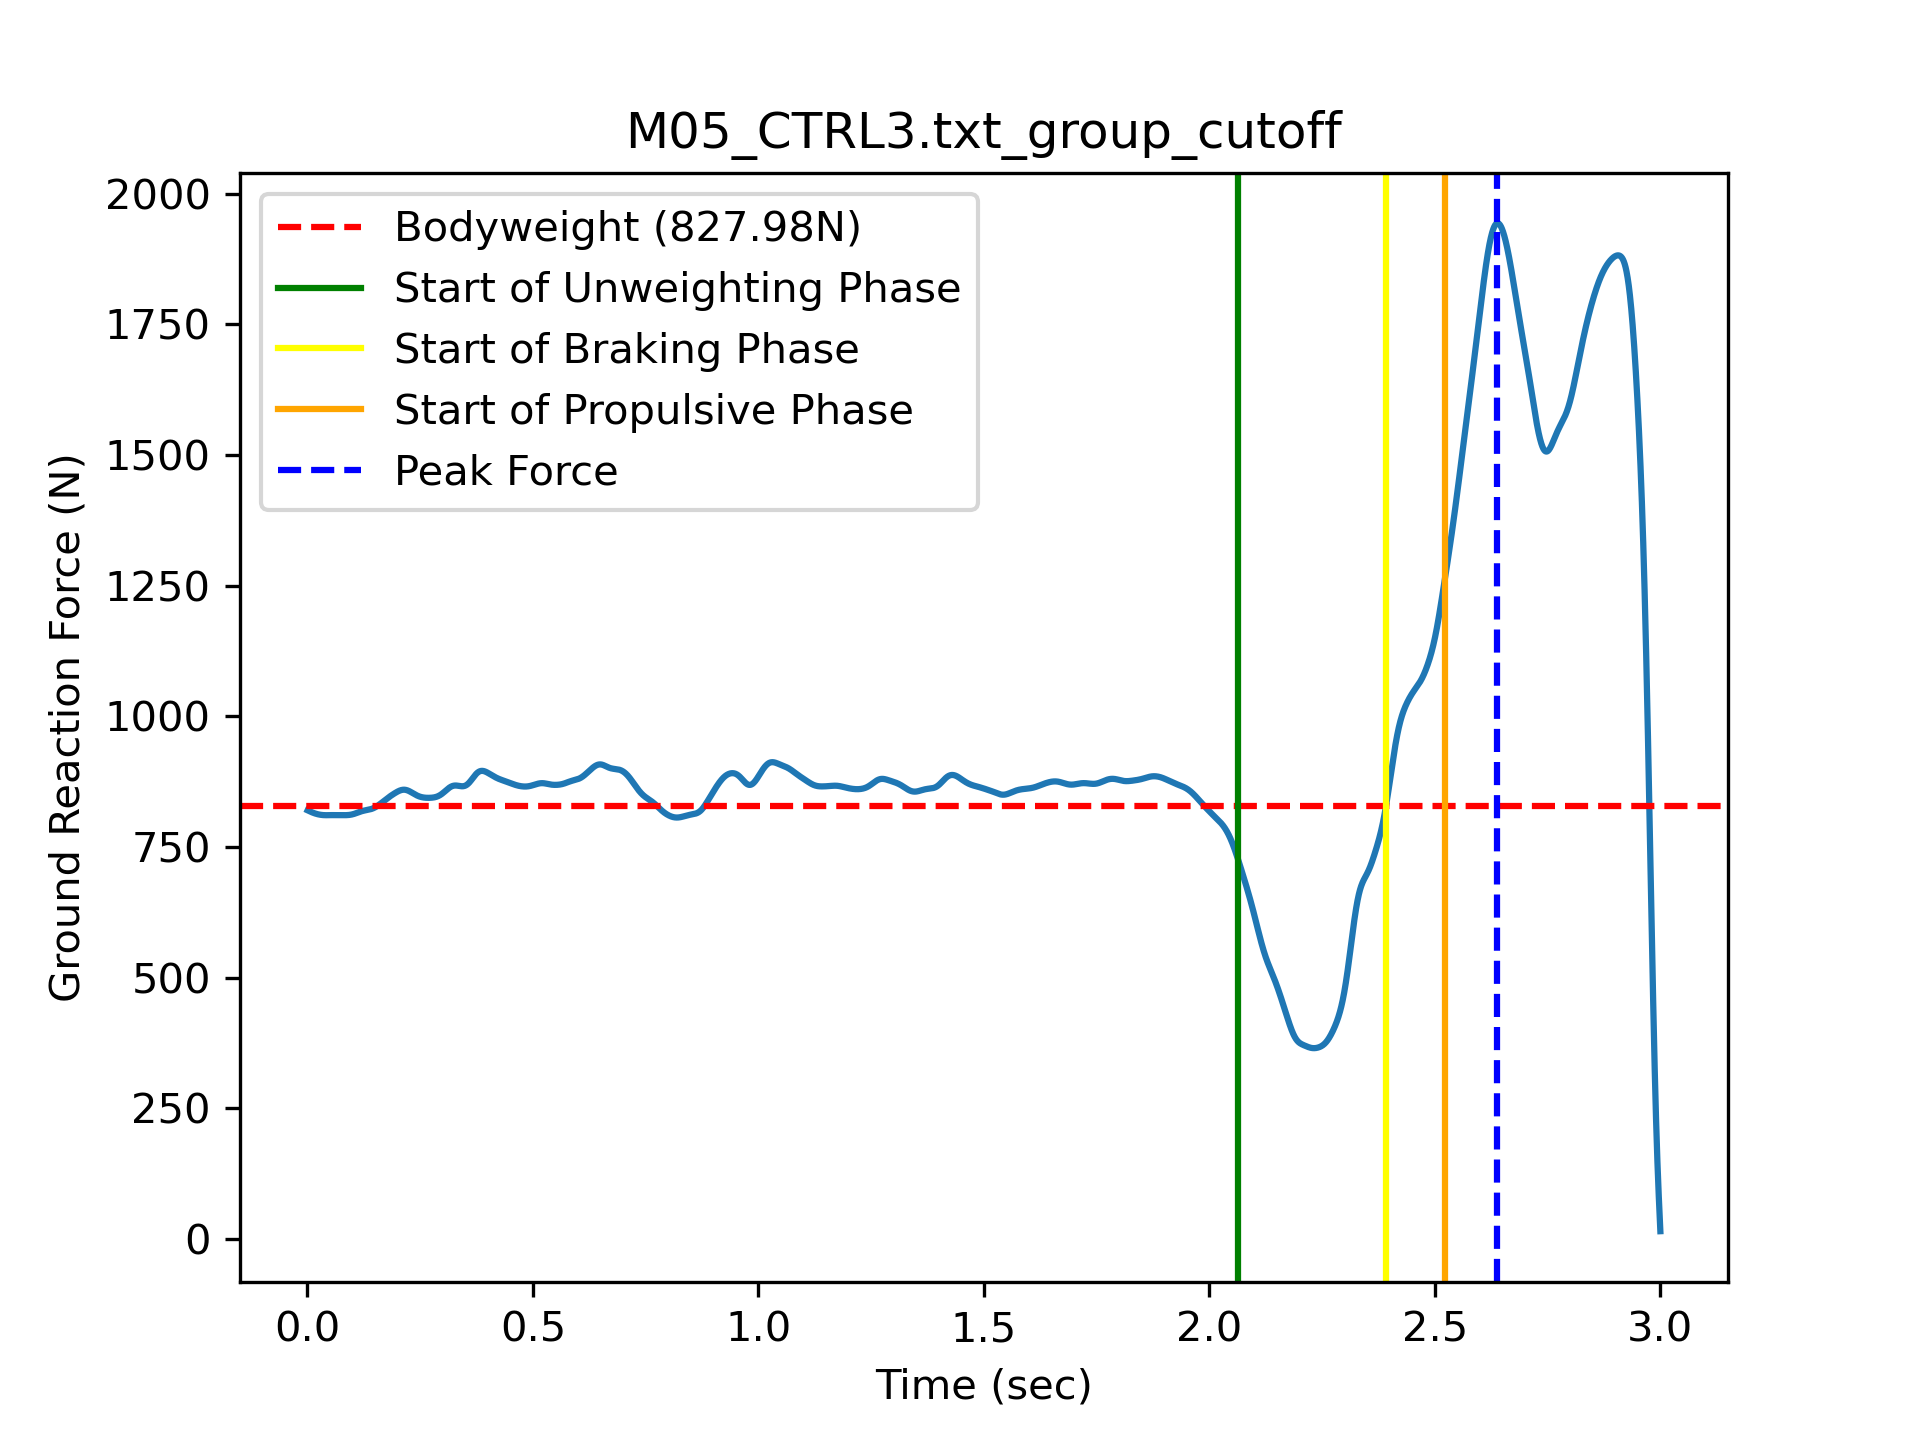 M05_CTRL3.txt_group_cutoff
2000
1750
1500
1250
1000
750
500
250
0
Ground Reaction Force (N)
Bodyweight (827.98N)
Start of Unweighting Phase
Start of Braking Phase
Start of Propulsive Phase
Peak Force
0.0 0.5 1.0 1.5 2.0 2.5 3.0
Time (sec)